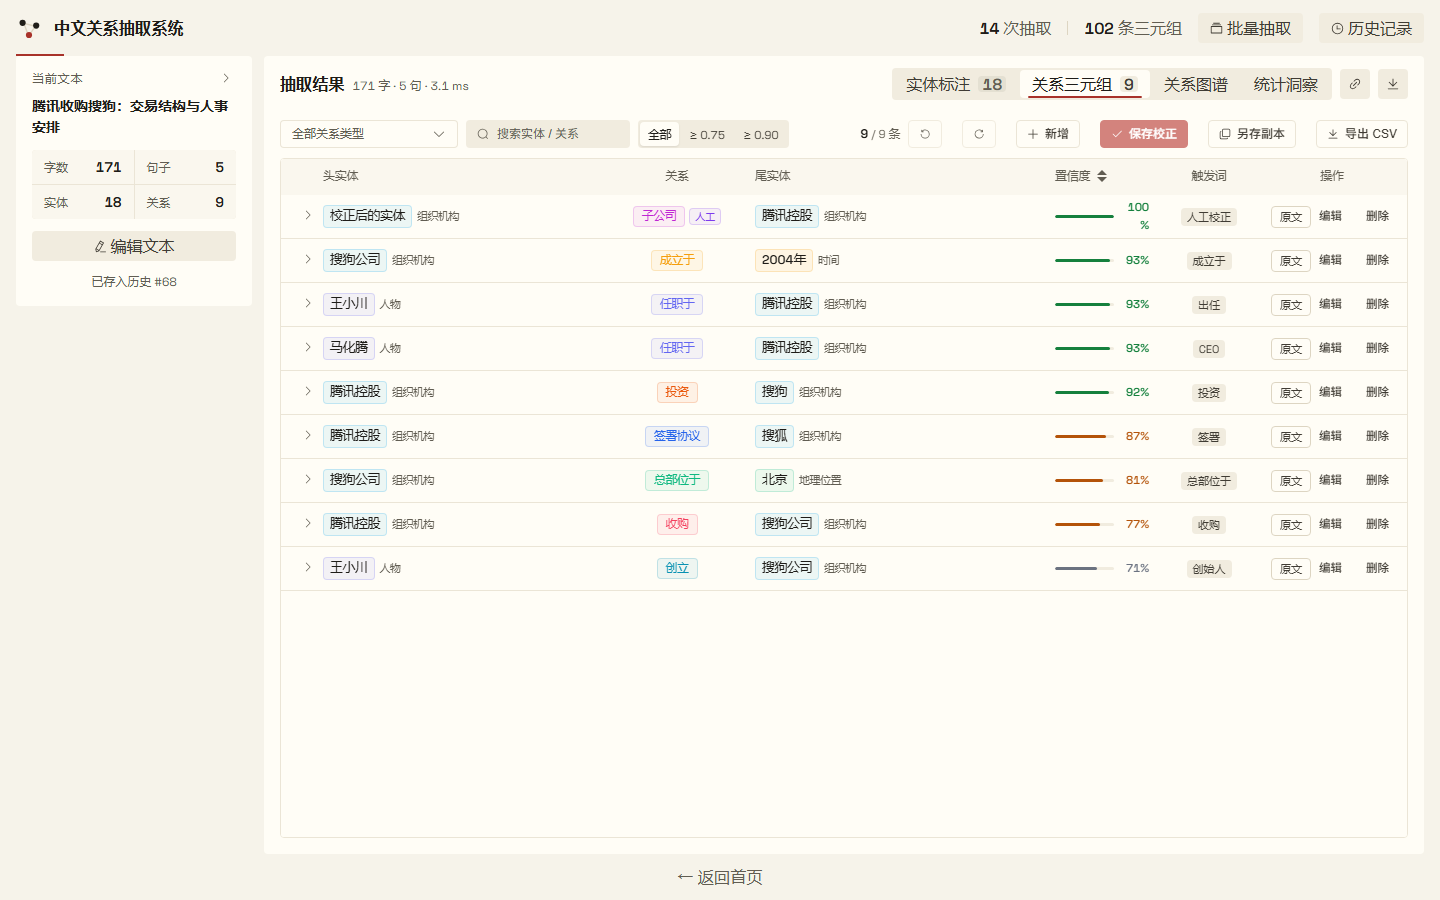 中文关系抽取系统
14 次抽取 102 条三元组 批量抽取 历史记录
当前文本
腾讯收购搜狗：交易结构与人事安排
字数 171 句子 5
实体 18 关系 9
编辑文本
已存入历史 #68
抽取结果 171 字 · 5 句 · 3.1 ms
实体标注 18 关系三元组 9 关系图谱 统计洞察
全部关系类型 搜索实体 / 关系 全部 ≥ 0.75 ≥ 0.90 9 / 9 条 新增 保存校正 另存副本 导出 CSV
头实体 关系 尾实体 置信度 触发词 操作
校正后的实体 组织机构 子公司 人工 腾讯控股 组织机构 100% 人工校正 原文 编辑 删除
搜狗公司 组织机构 成立于 2004年 时间 93% 成立于 原文 编辑 删除
王小川 人物 任职于 腾讯控股 组织机构 93% 出任 原文 编辑 删除
马化腾 人物 任职于 腾讯控股 组织机构 93% CEO 原文 编辑 删除
腾讯控股 组织机构 投资 搜狗 组织机构 92% 投资 原文 编辑 删除
腾讯控股 组织机构 签署协议 搜狐 组织机构 87% 签署 原文 编辑 删除
搜狗公司 组织机构 总部位于 北京 地理位置 81% 总部位于 原文 编辑 删除
腾讯控股 组织机构 收购 搜狗公司 组织机构 77% 收购 原文 编辑 删除
王小川 人物 创立 搜狗公司 组织机构 71% 创始人 原文 编辑 删除
← 返回首页